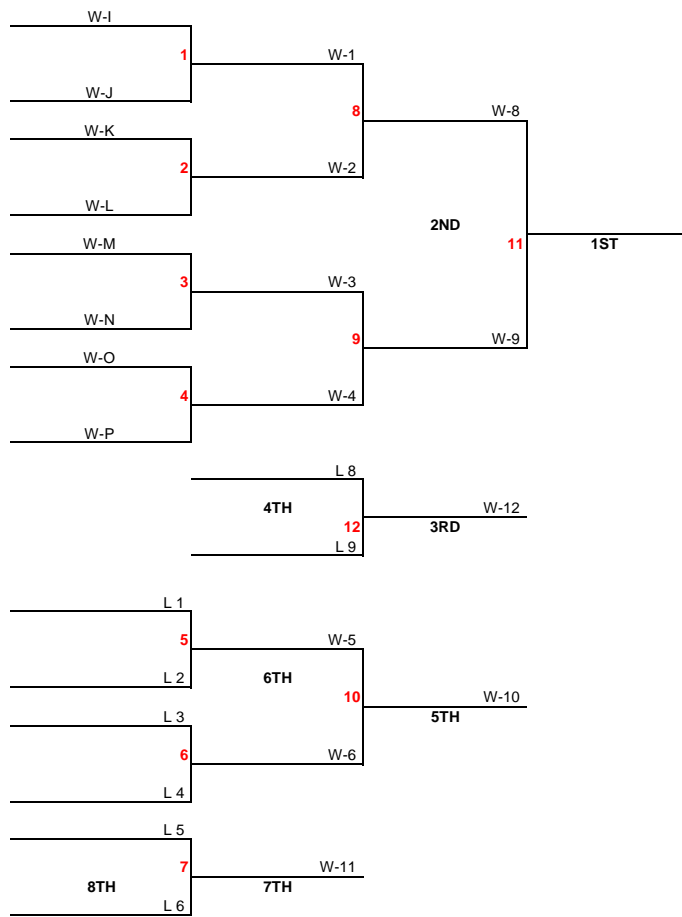 W-I
1 W-1
W-J
8 W-8
W-K
2 W-2
W-L
2ND
11 1ST
W-M
3 W-3
W-N
9 W-9
W-O
4 W-4
W-P
L 8
4TH W-12
12 3RD
L 9
L 1
5 W-5
L 2 6TH
10 W-10
5TH
L 3
6 W-6
L 4
L 5
7 W-11
8TH 7TH
L 6